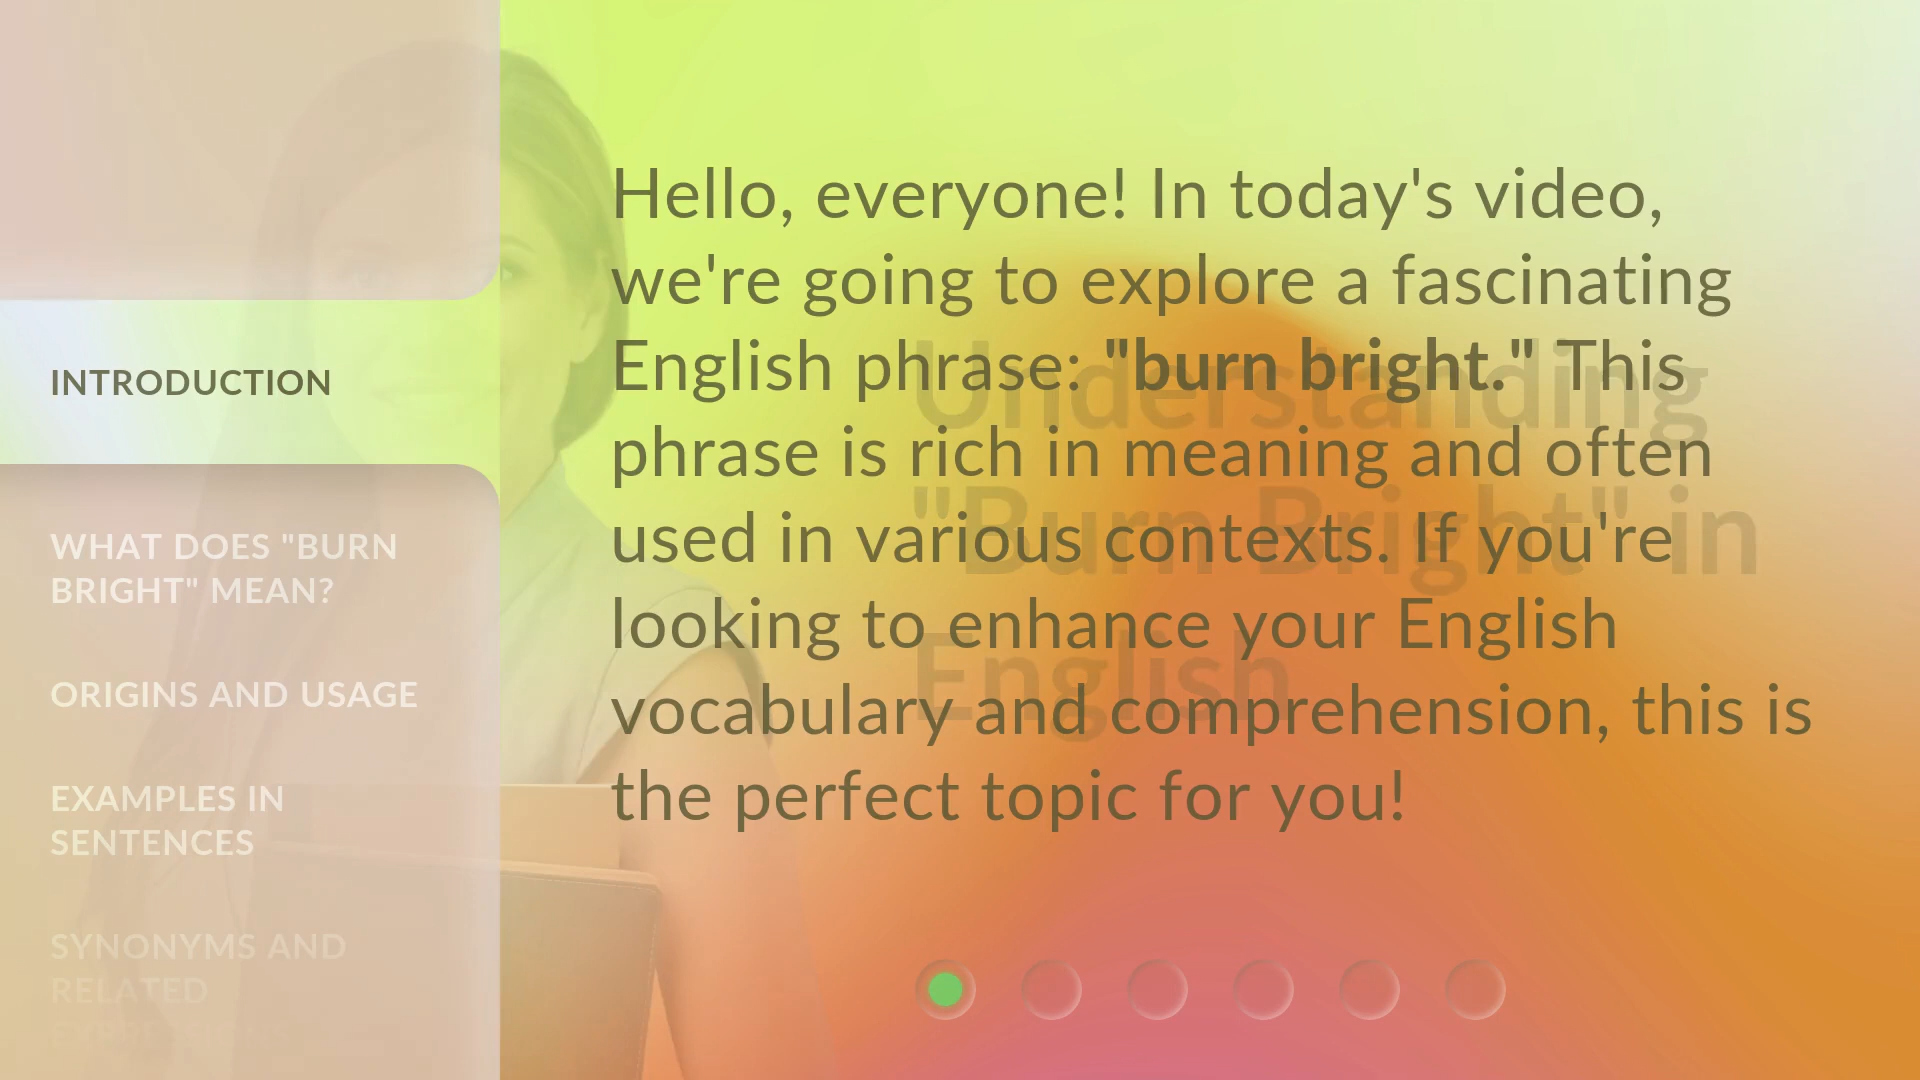 INTRODUCTION
WHAT DOES "BURN
BRIGHT" MEAN?
ORIGINS AND USAGE
EXAMPLES IN
SENTENCES
SYNONYMS AND
RELATED
EXPRESSIONS
Hello, everyone! In today's video,
we're going to explore a fascinating
English phrase: "burn bright." This
phrase is rich in meaning and often
used in various contexts. If you're
looking to enhance your English
vocabulary and comprehension, this is
the perfect topic for you!
Understanding
"Burn Bright" in
English